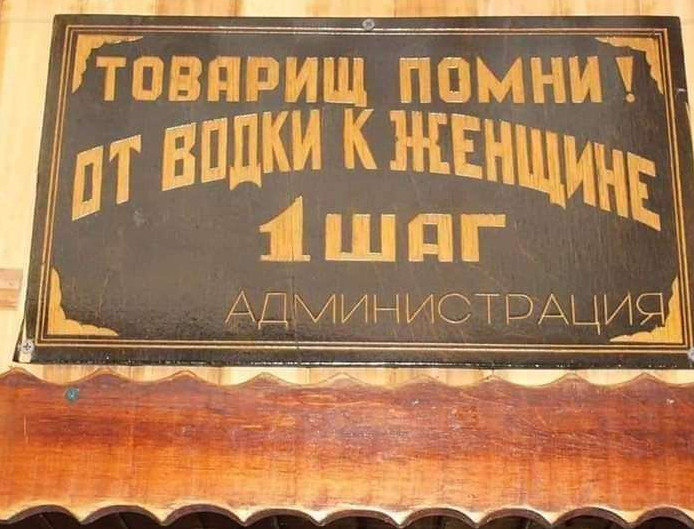 ТОВАРИЩ ПОМНИ!
ОТ ВОДКИ К ЖЕНЩИНЕ
1 ШАГ
АДМИНИСТРАЦИЯ